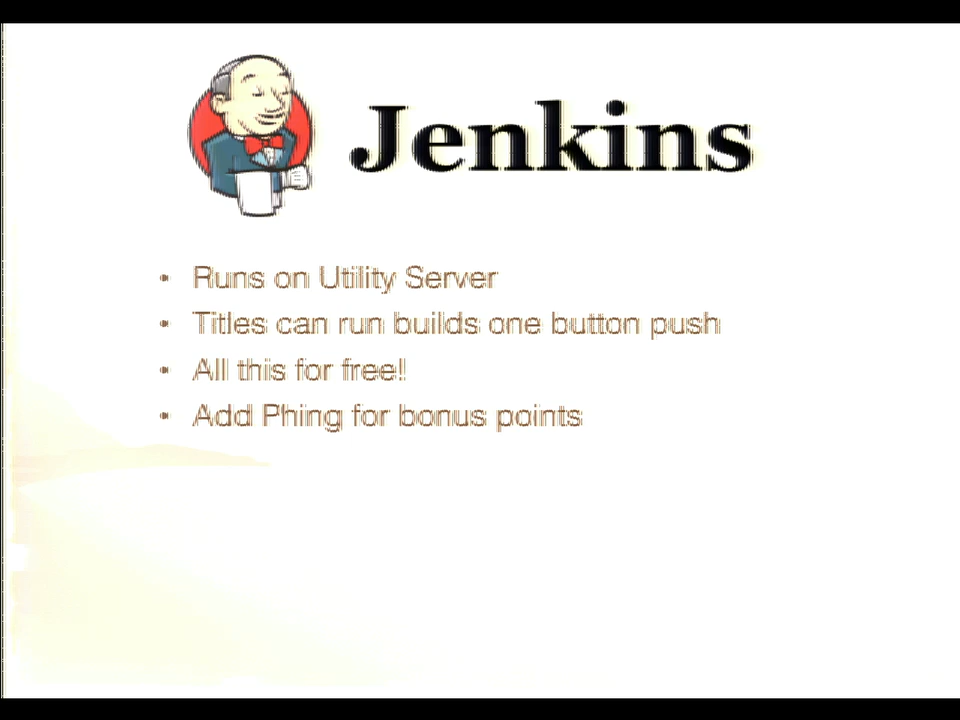 Jenkins
• Runs on Utility Server
• Titles can run builds one button push
• All this for free!
• Add Phing for bonus points